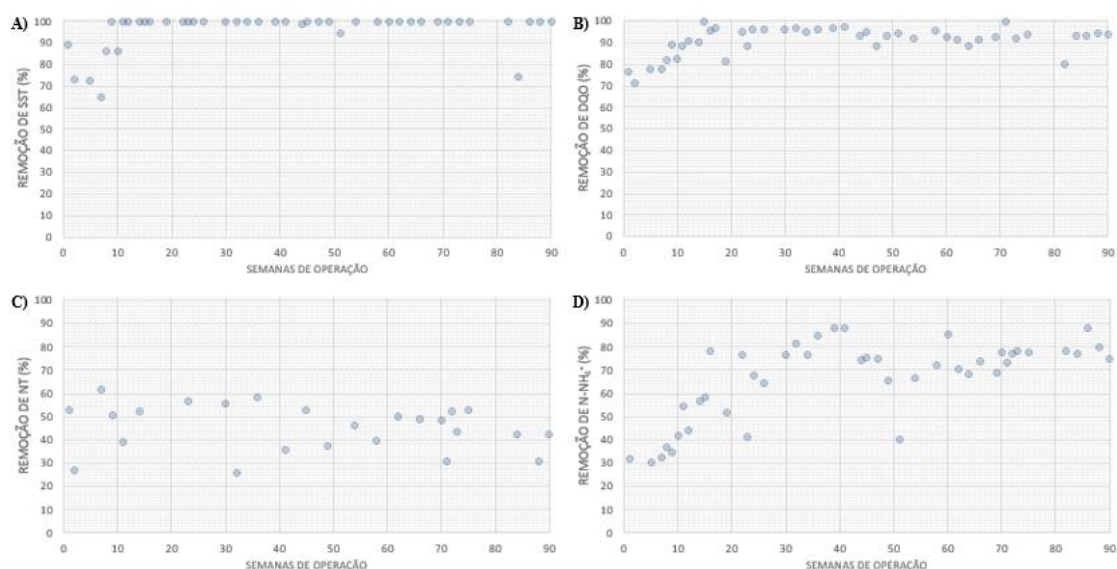 A)
REMOÇÃO DE SST (%)
100
90
80
70
60
50
40
30
20
10
0
0 10 20 30 40 50 60 70 80 90
SEMANAS DE OPERAÇÃO
B)
REMOÇÃO DE DQO (%)
100
90
80
70
60
50
40
30
20
10
0
0 10 20 30 40 50 60 70 80 90
SEMANAS DE OPERAÇÃO
C)
REMOÇÃO DE NT (%)
100
90
80
70
60
50
40
30
20
10
0
0 10 20 30 40 50 60 70 80 90
SEMANAS DE OPERAÇÃO
D)
REMOÇÃO DE N-NH₄⁺ (%)
100
90
80
70
60
50
40
30
20
10
0
0 10 20 30 40 50 60 70 80 90
SEMANAS DE OPERAÇÃO